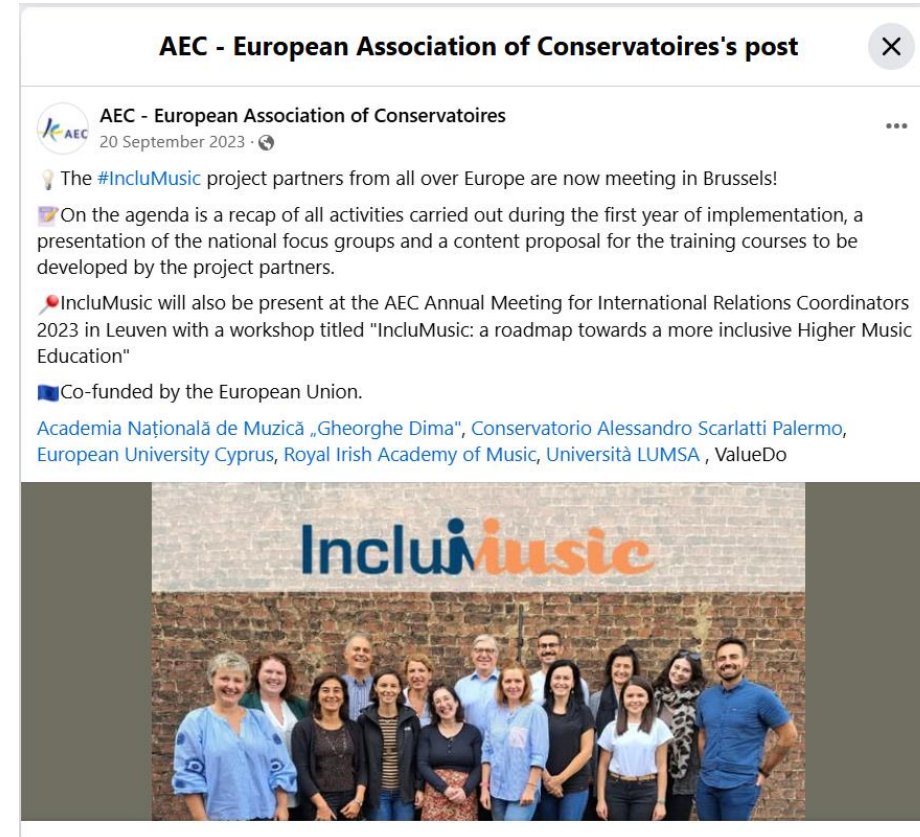 AEC - European Association of Conservatoires's post
AEC
AEC - European Association of Conservatoires
20 September 2023 ·
The #IncluMusic project partners from all over Europe are now meeting in Brussels!
On the agenda is a recap of all activities carried out during the first year of implementation, a
presentation of the national focus groups and a content proposal for the training courses to be
developed by the project partners.
IncluMusic will also be present at the AEC Annual Meeting for International Relations Coordinators
2023 in Leuven with a workshop titled "IncluMusic: a roadmap towards a more inclusive Higher Music
Education"
Co-funded by the European Union.
Academia Națională de Muzică „Gheorghe Dima", Conservatorio Alessandro Scarlatti Palermo,
European University Cyprus, Royal Irish Academy of Music, Università LUMSA , ValueDo
IncluMusic